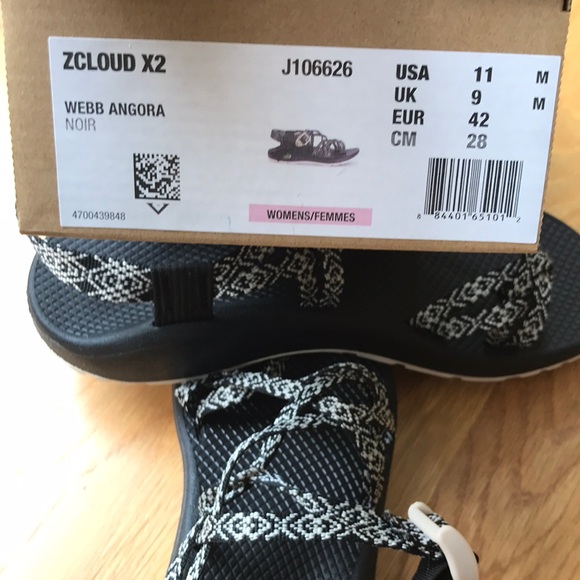 ZCLOUD X2 J106626
WEBB ANGORA
NOIR
USA 11 M
UK 9 M
EUR 42
CM 28
4700439848
WOMENS/FEMMES
8 84401 65101 2